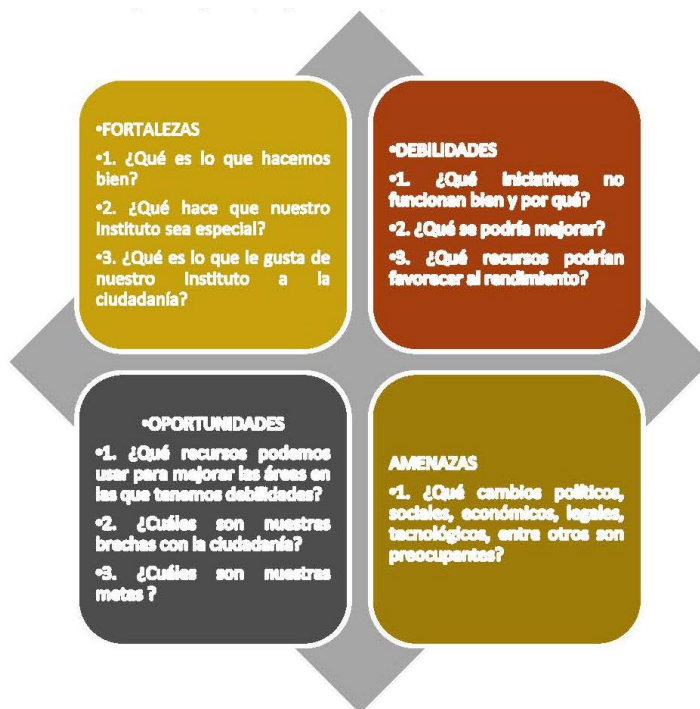 •FORTALEZAS
•1. ¿Qué es lo que hacemos
bien?
•2. ¿Qué hace que nuestro
instituto sea especial?
•3. ¿Qué es lo que le gusta de
nuestro instituto a la
ciudadanía?
•DEBILIDADES
•1. ¿Qué iniciativas no
funcionan bien y por qué?
•2. ¿Qué se podría mejorar?
•3. ¿Qué recursos podrían
favorecer al rendimiento?
•OPORTUNIDADES
•1. ¿Qué recursos podemos
usar para mejorar las áreas en
las que tenemos debilidades?
•2. ¿Cuáles son nuestras
brechas con la ciudadanía?
•3. ¿Cuáles son nuestras
metas ?
AMENAZAS
•1. ¿Qué cambios políticos,
sociales, económicos, legales,
tecnológicos, entre otros son
preocupantes?